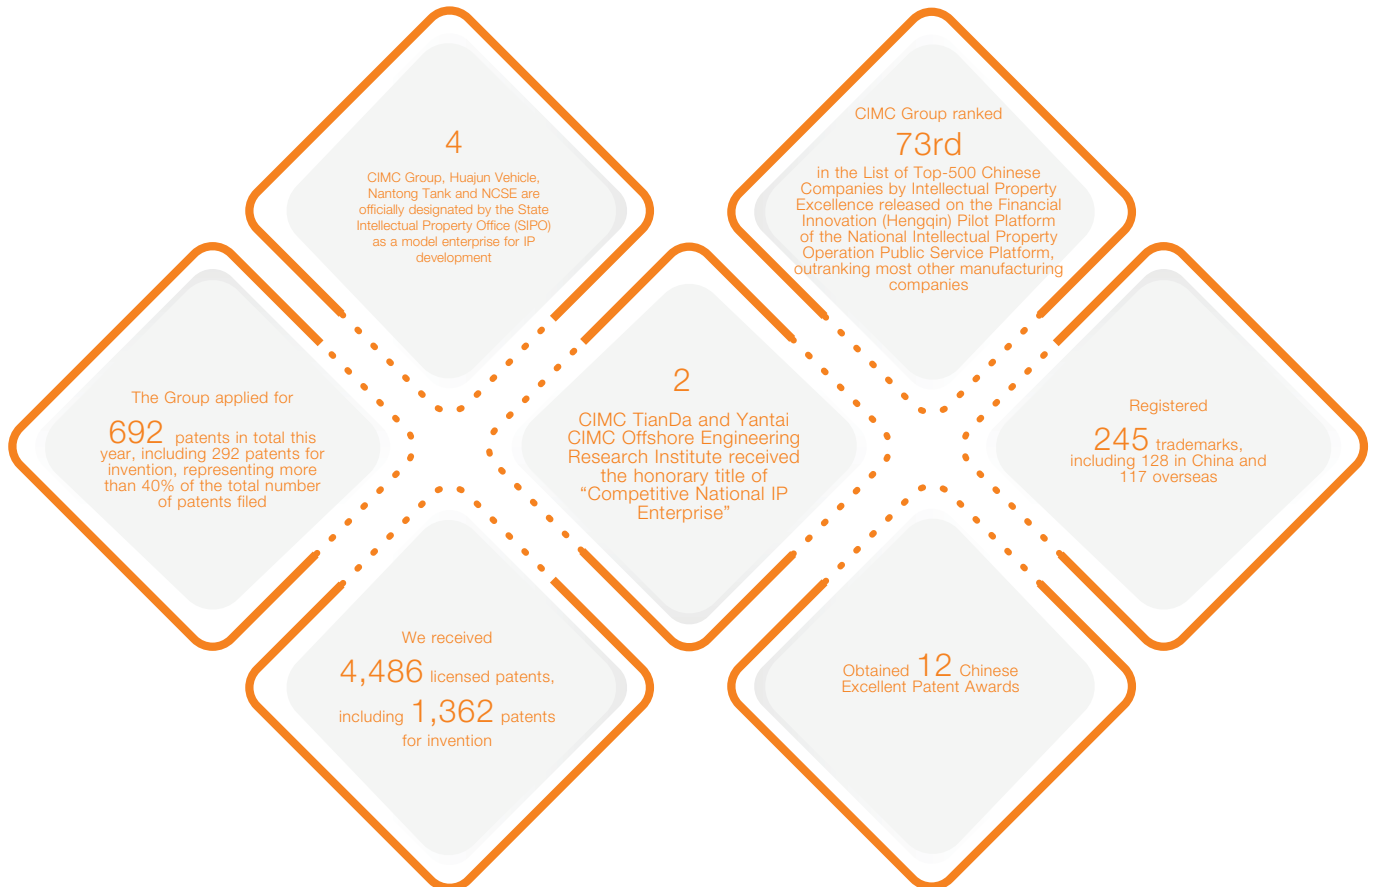 4
CIMC Group, Huajun Vehicle,
Nantong Tank and NCSE are
officially designated by the State
Intellectual Property Office (SIPO)
as a model enterprise for IP
development
CIMC Group ranked
73rd
in the List of Top-500 Chinese
Companies by Intellectual Property
Excellence released on the Financial
Innovation (Hengqin) Pilot Platform
of the National Intellectual Property
Operation Public Service Platform,
outranking most other manufacturing
companies
The Group applied for
692 patents in total this
year, including 292 patents for
invention, representing more
than 40% of the total number
of patents filed
2
CIMC TianDa and Yantai
CIMC Offshore Engineering
Research Institute received
the honorary title of
“Competitive National IP
Enterprise”
Registered
245 trademarks,
including 128 in China and
117 overseas
We received
4,486 licensed patents,
including 1,362 patents
for invention
Obtained 12 Chinese
Excellent Patent Awards